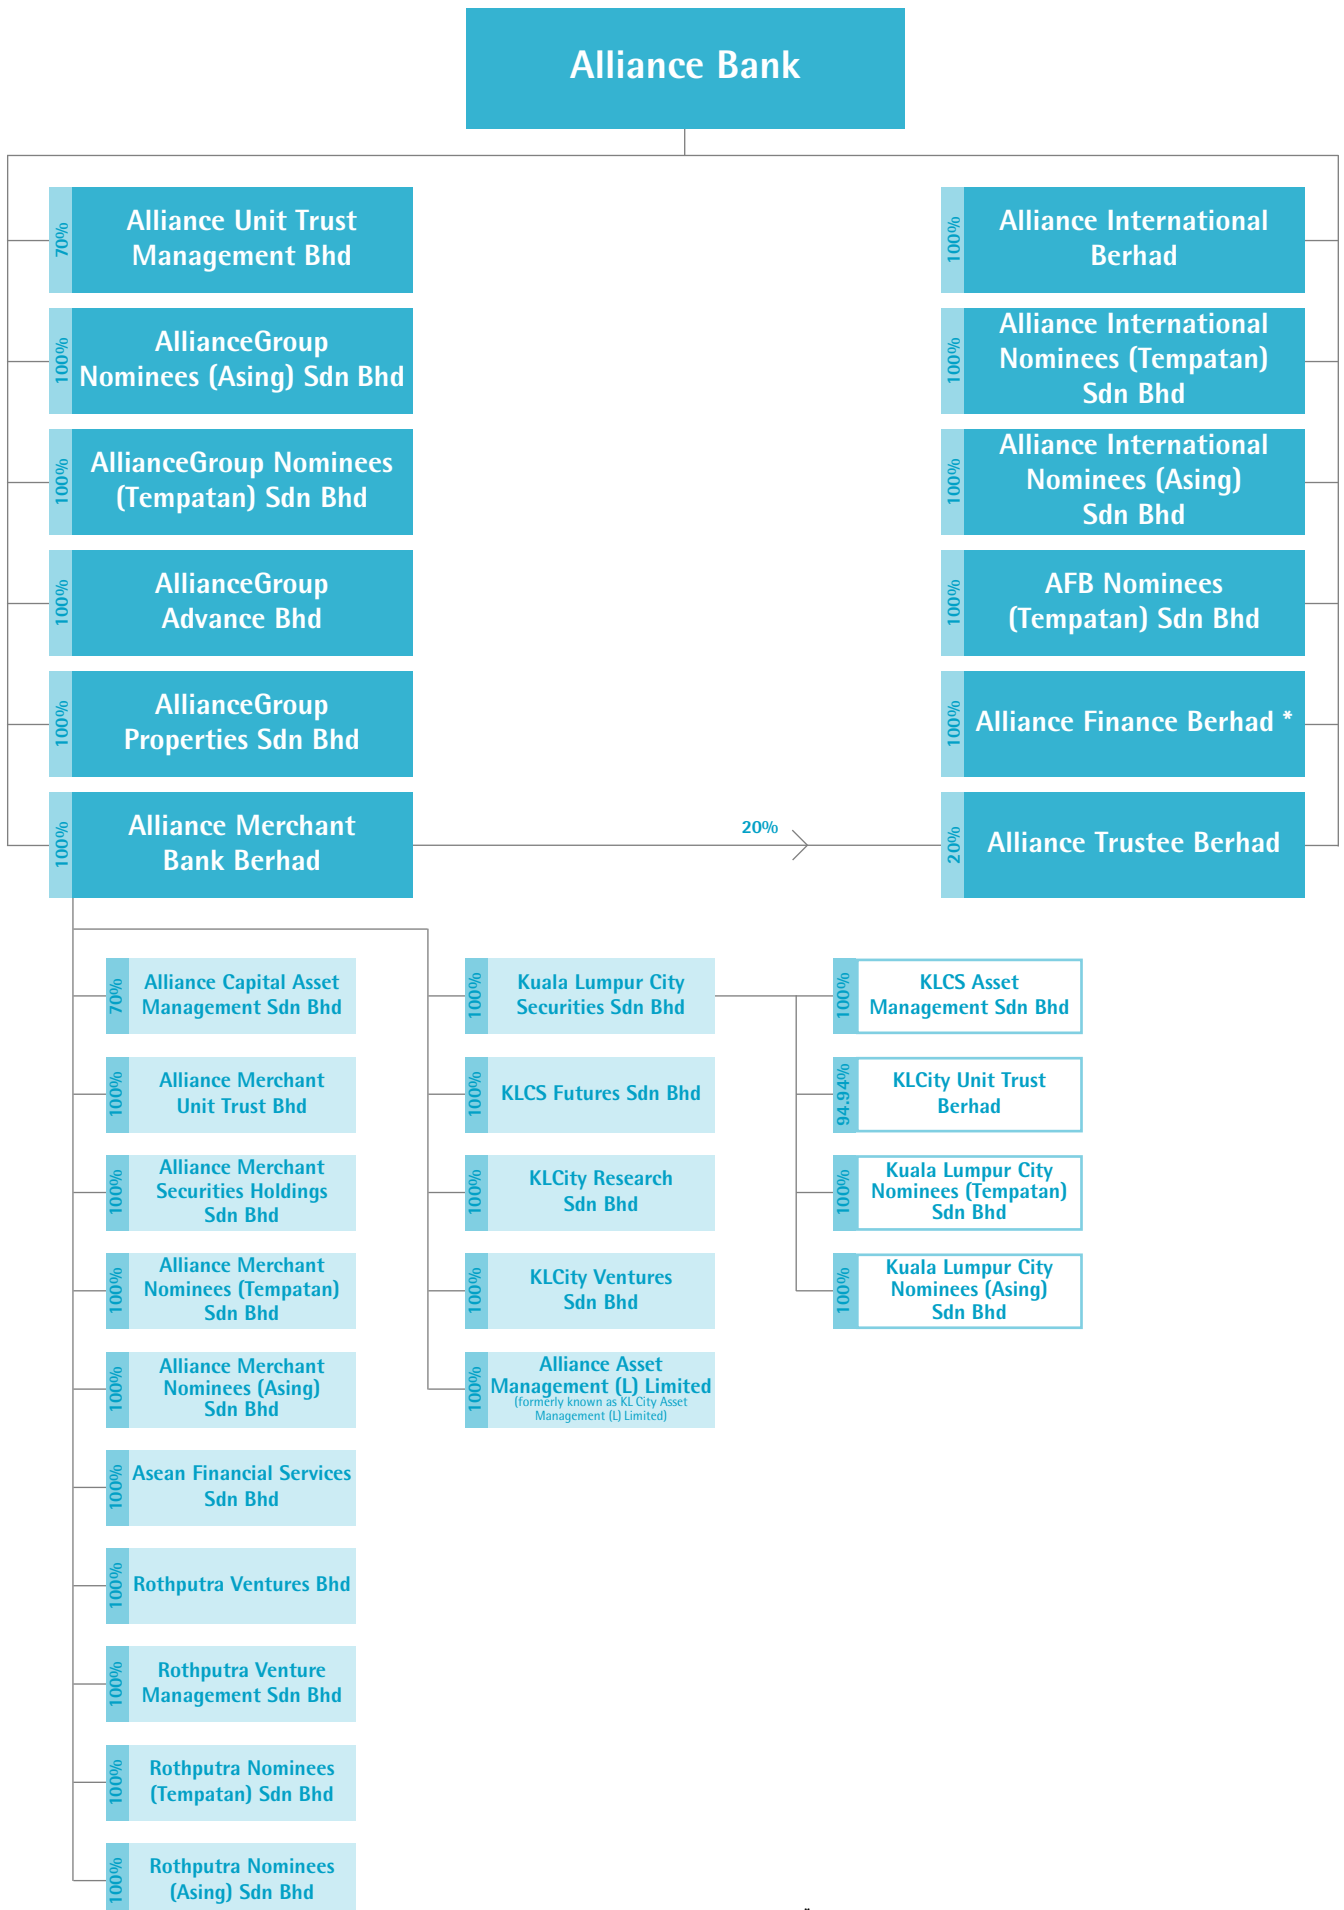 Alliance Bank
70%
Alliance Unit Trust
Management Bhd
100%
AllianceGroup
Nominees (Asing) Sdn Bhd
100%
AllianceGroup Nominees
(Tempatan) Sdn Bhd
100%
AllianceGroup
Advance Bhd
100%
AllianceGroup
Properties Sdn Bhd
100%
Alliance Merchant
Bank Berhad
20%
100%
Alliance International
Berhad
100%
Alliance International
Nominees (Tempatan)
Sdn Bhd
100%
Alliance International
Nominees (Asing)
Sdn Bhd
100%
AFB Nominees
(Tempatan) Sdn Bhd
100%
Alliance Finance Berhad *
20%
Alliance Trustee Berhad
70%
Alliance Capital Asset
Management Sdn Bhd
100%
Alliance Merchant
Unit Trust Bhd
100%
Alliance Merchant
Securities Holdings
Sdn Bhd
100%
Alliance Merchant
Nominees (Tempatan)
Sdn Bhd
100%
Alliance Merchant
Nominees (Asing)
Sdn Bhd
100%
Asean Financial Services
Sdn Bhd
100%
Rothputra Ventures Bhd
100%
Rothputra Venture
Management Sdn Bhd
100%
Rothputra Nominees
(Tempatan) Sdn Bhd
100%
Rothputra Nominees
(Asing) Sdn Bhd
100%
Kuala Lumpur City
Securities Sdn Bhd
100%
KLCS Futures Sdn Bhd
100%
KLCity Research
Sdn Bhd
100%
KLCity Ventures
Sdn Bhd
100%
Alliance Asset
Management (L) Limited
(formerly known as KL City Asset
Management (L) Limited)
100%
KLCS Asset
Management Sdn Bhd
94.94%
KLCity Unit Trust
Berhad
100%
Kuala Lumpur City
Nominees (Tempatan)
Sdn Bhd
100%
Kuala Lumpur City
Nominees (Asing)
Sdn Bhd